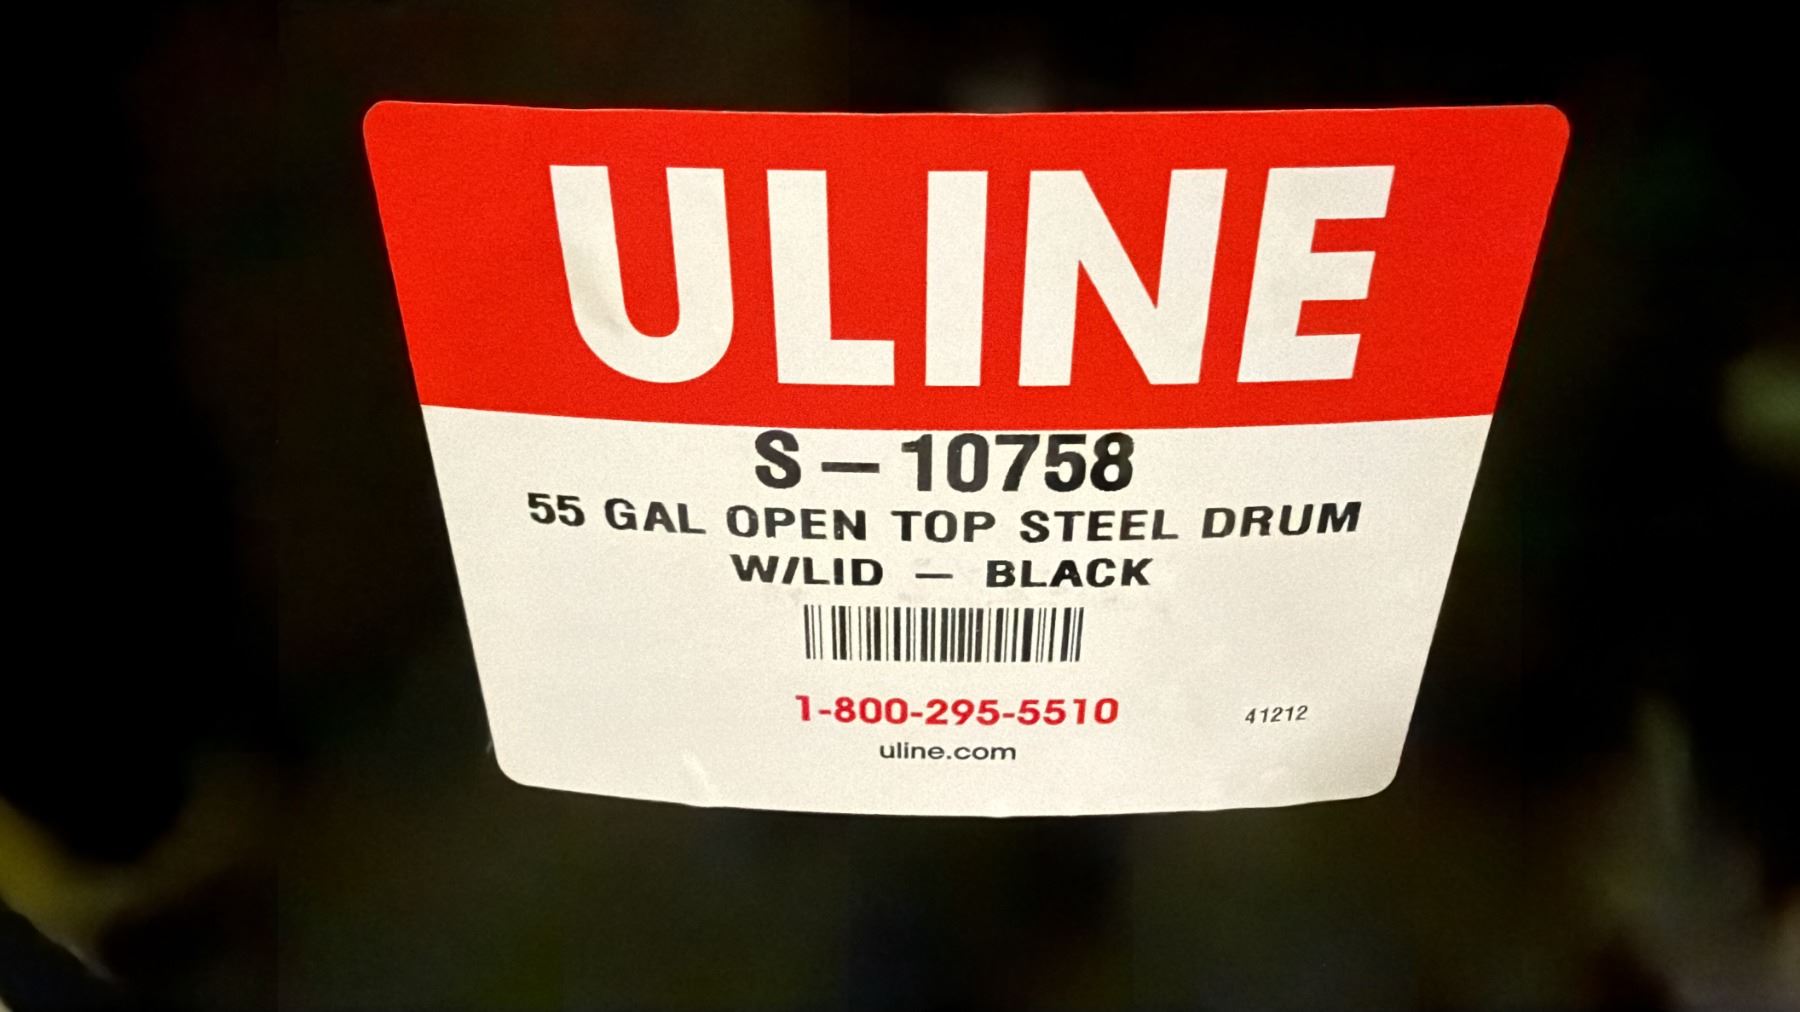 ULINE
S-10758
55 GAL OPEN TOP STEEL DRUM
W/LID - BLACK
1-800-295-5510
41212
uline.com